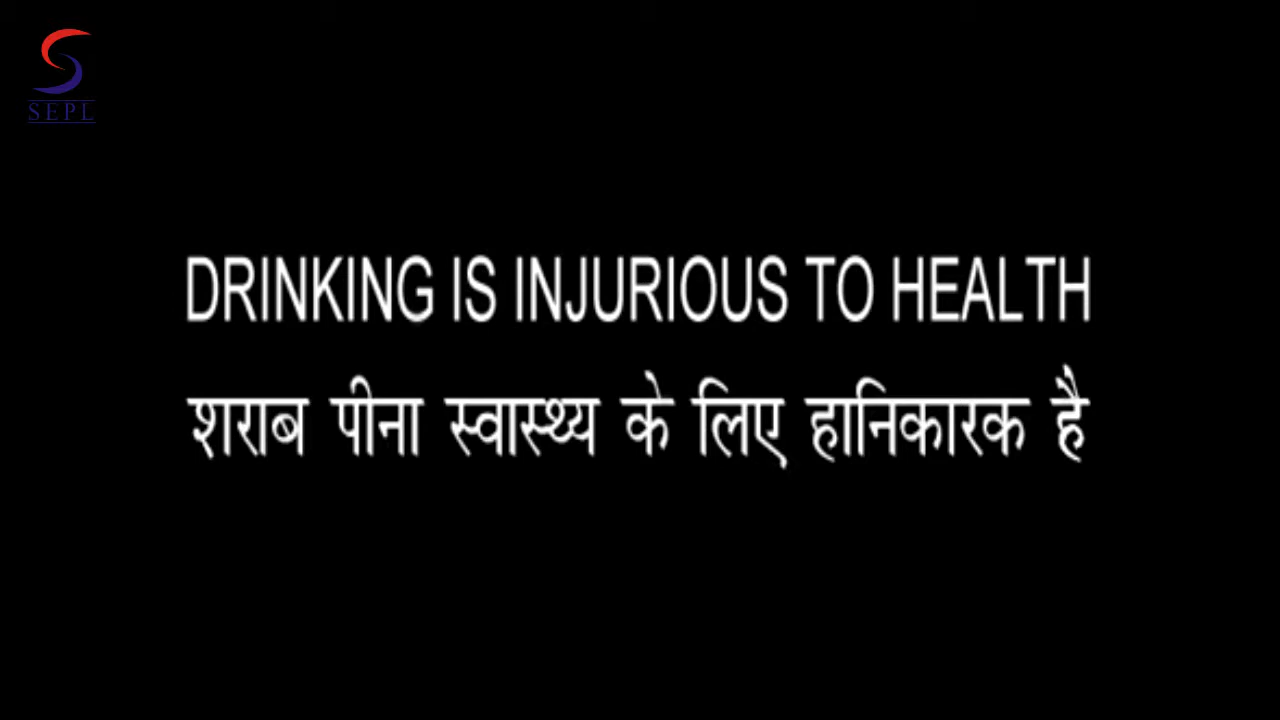 SEPL
DRINKING IS INJURIOUS TO HEALTH
शराब पीना स्वास्थ्य के लिए हानिकारक है